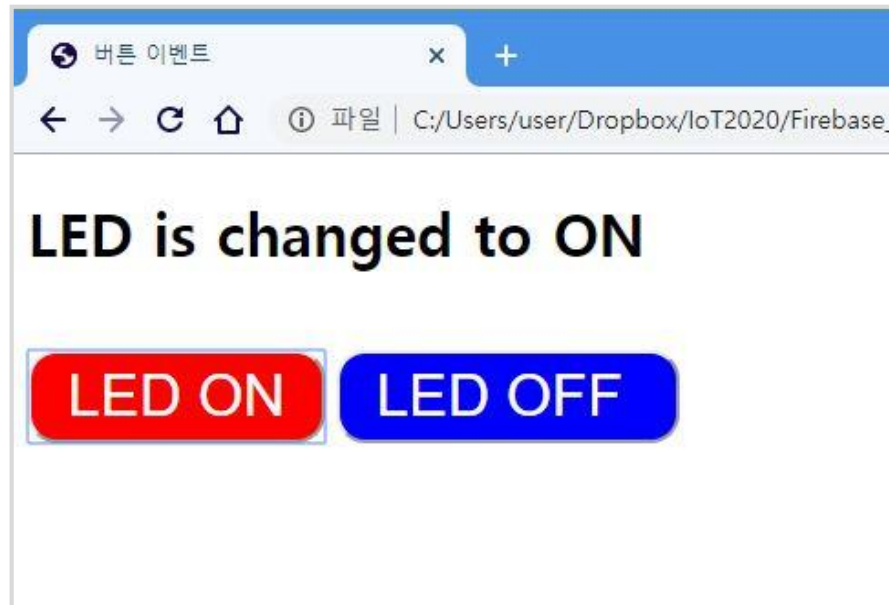 버튼 이벤트
파일 | C:/Users/user/Dropbox/IoT2020/Firebase_
LED is changed to ON
LED ON LED OFF